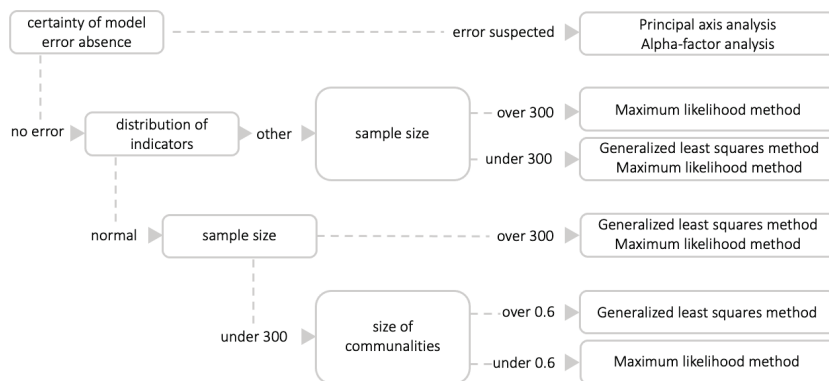 certainty of model
error absence
error suspected
Principal axis analysis
Alpha-factor analysis
no error
distribution of
indicators
other
sample size
over 300
Maximum likelihood method
under 300
Generalized least squares method
Maximum likelihood method
normal
sample size
over 300
Generalized least squares method
Maximum likelihood method
under 300
size of
communalities
over 0.6
Generalized least squares method
under 0.6
Maximum likelihood method